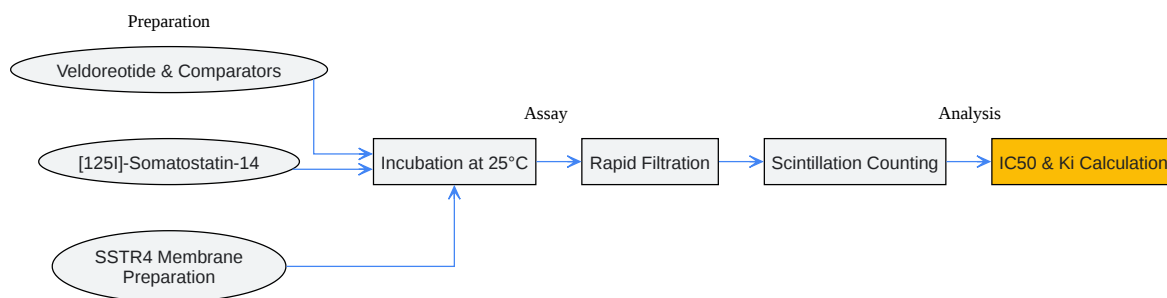 Preparation
Veldoreotide & Comparators
Assay
Analysis
[125I]-Somatostatin-14
Incubation at 25°C
Rapid Filtration
Scintillation Counting
IC50 & Ki Calculation
SSTR4 Membrane
Preparation